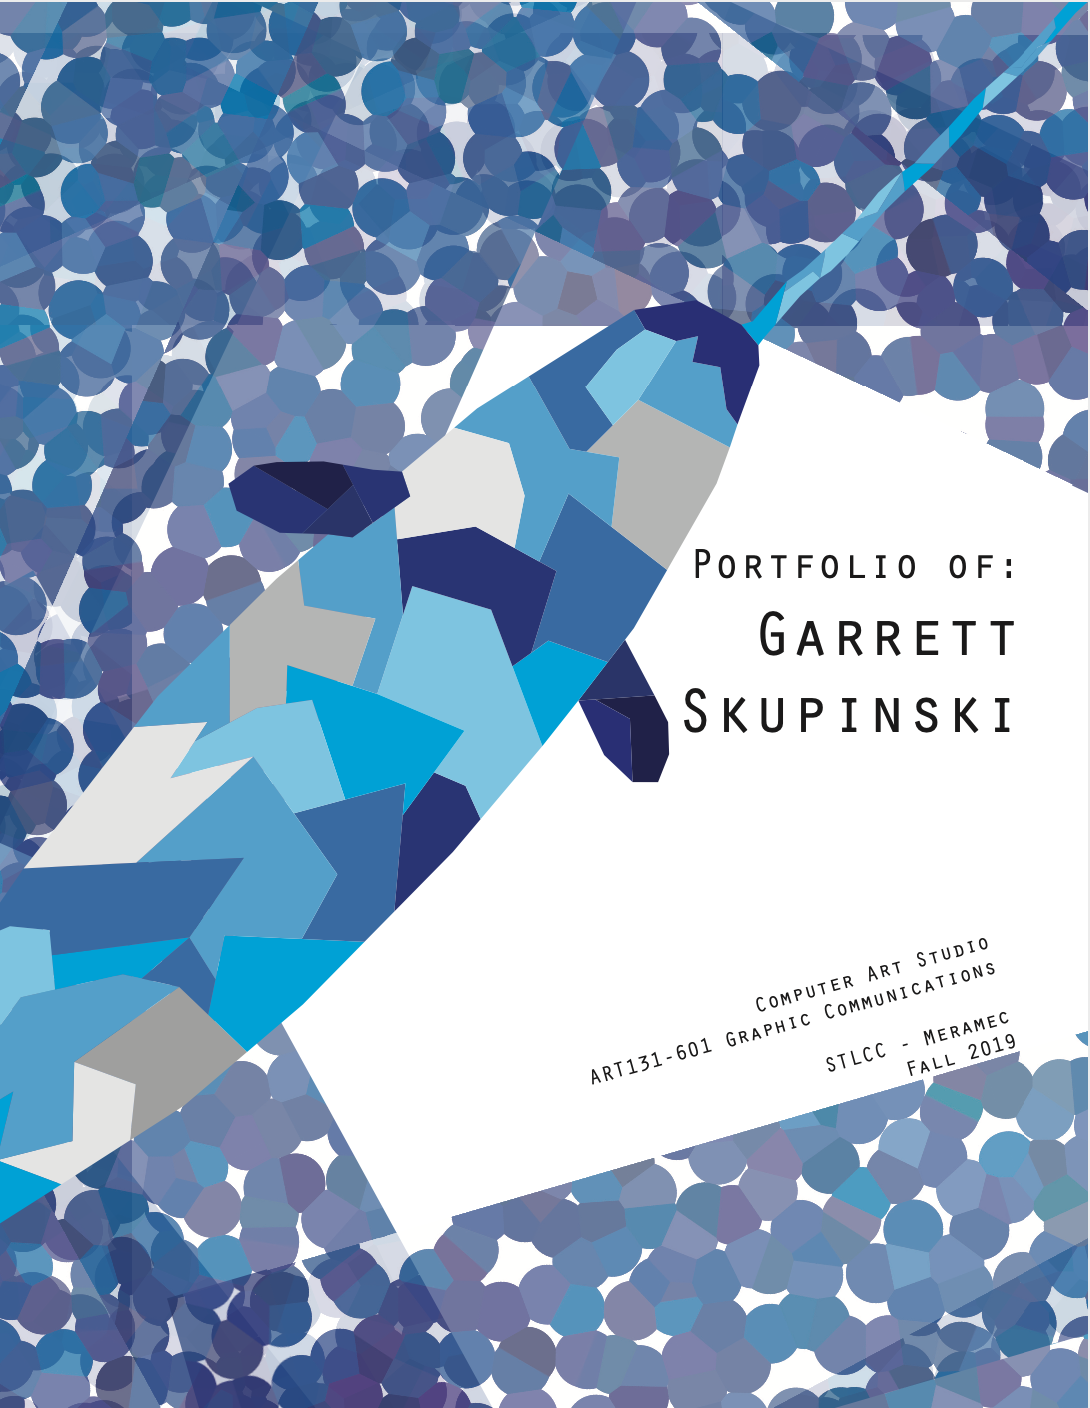 Portfolio of:
Garrett
Skupinski
Computer Art Studio
ART131-601 Graphic Communications
STLCC - Meramec
Fall 2019